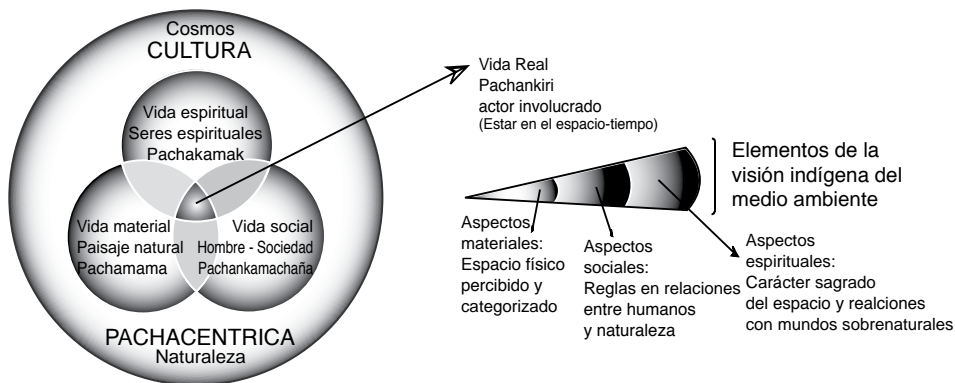 Cosmos
CULTURA
Vida espiritual
Seres espirituales
Pachakamak
Vida material
Paisaje natural
Pachamama
Vida social
Hombre - Sociedad
Pachankamachaña
PACHACENTRICA
Naturaleza
Vida Real
Pachankiri
actor involucrado
(Estar en el espacio-tiempo)
Elementos de la
visión indígena del
medio ambiente
Aspectos
materiales:
Espacio físico
percibido y
categorizado
Aspectos
sociales:
Reglas en relaciones
entre humanos
y naturaleza
Aspectos
espirituales:
Carácter sagrado
del espacio y realciones
con mundos sobrenaturales